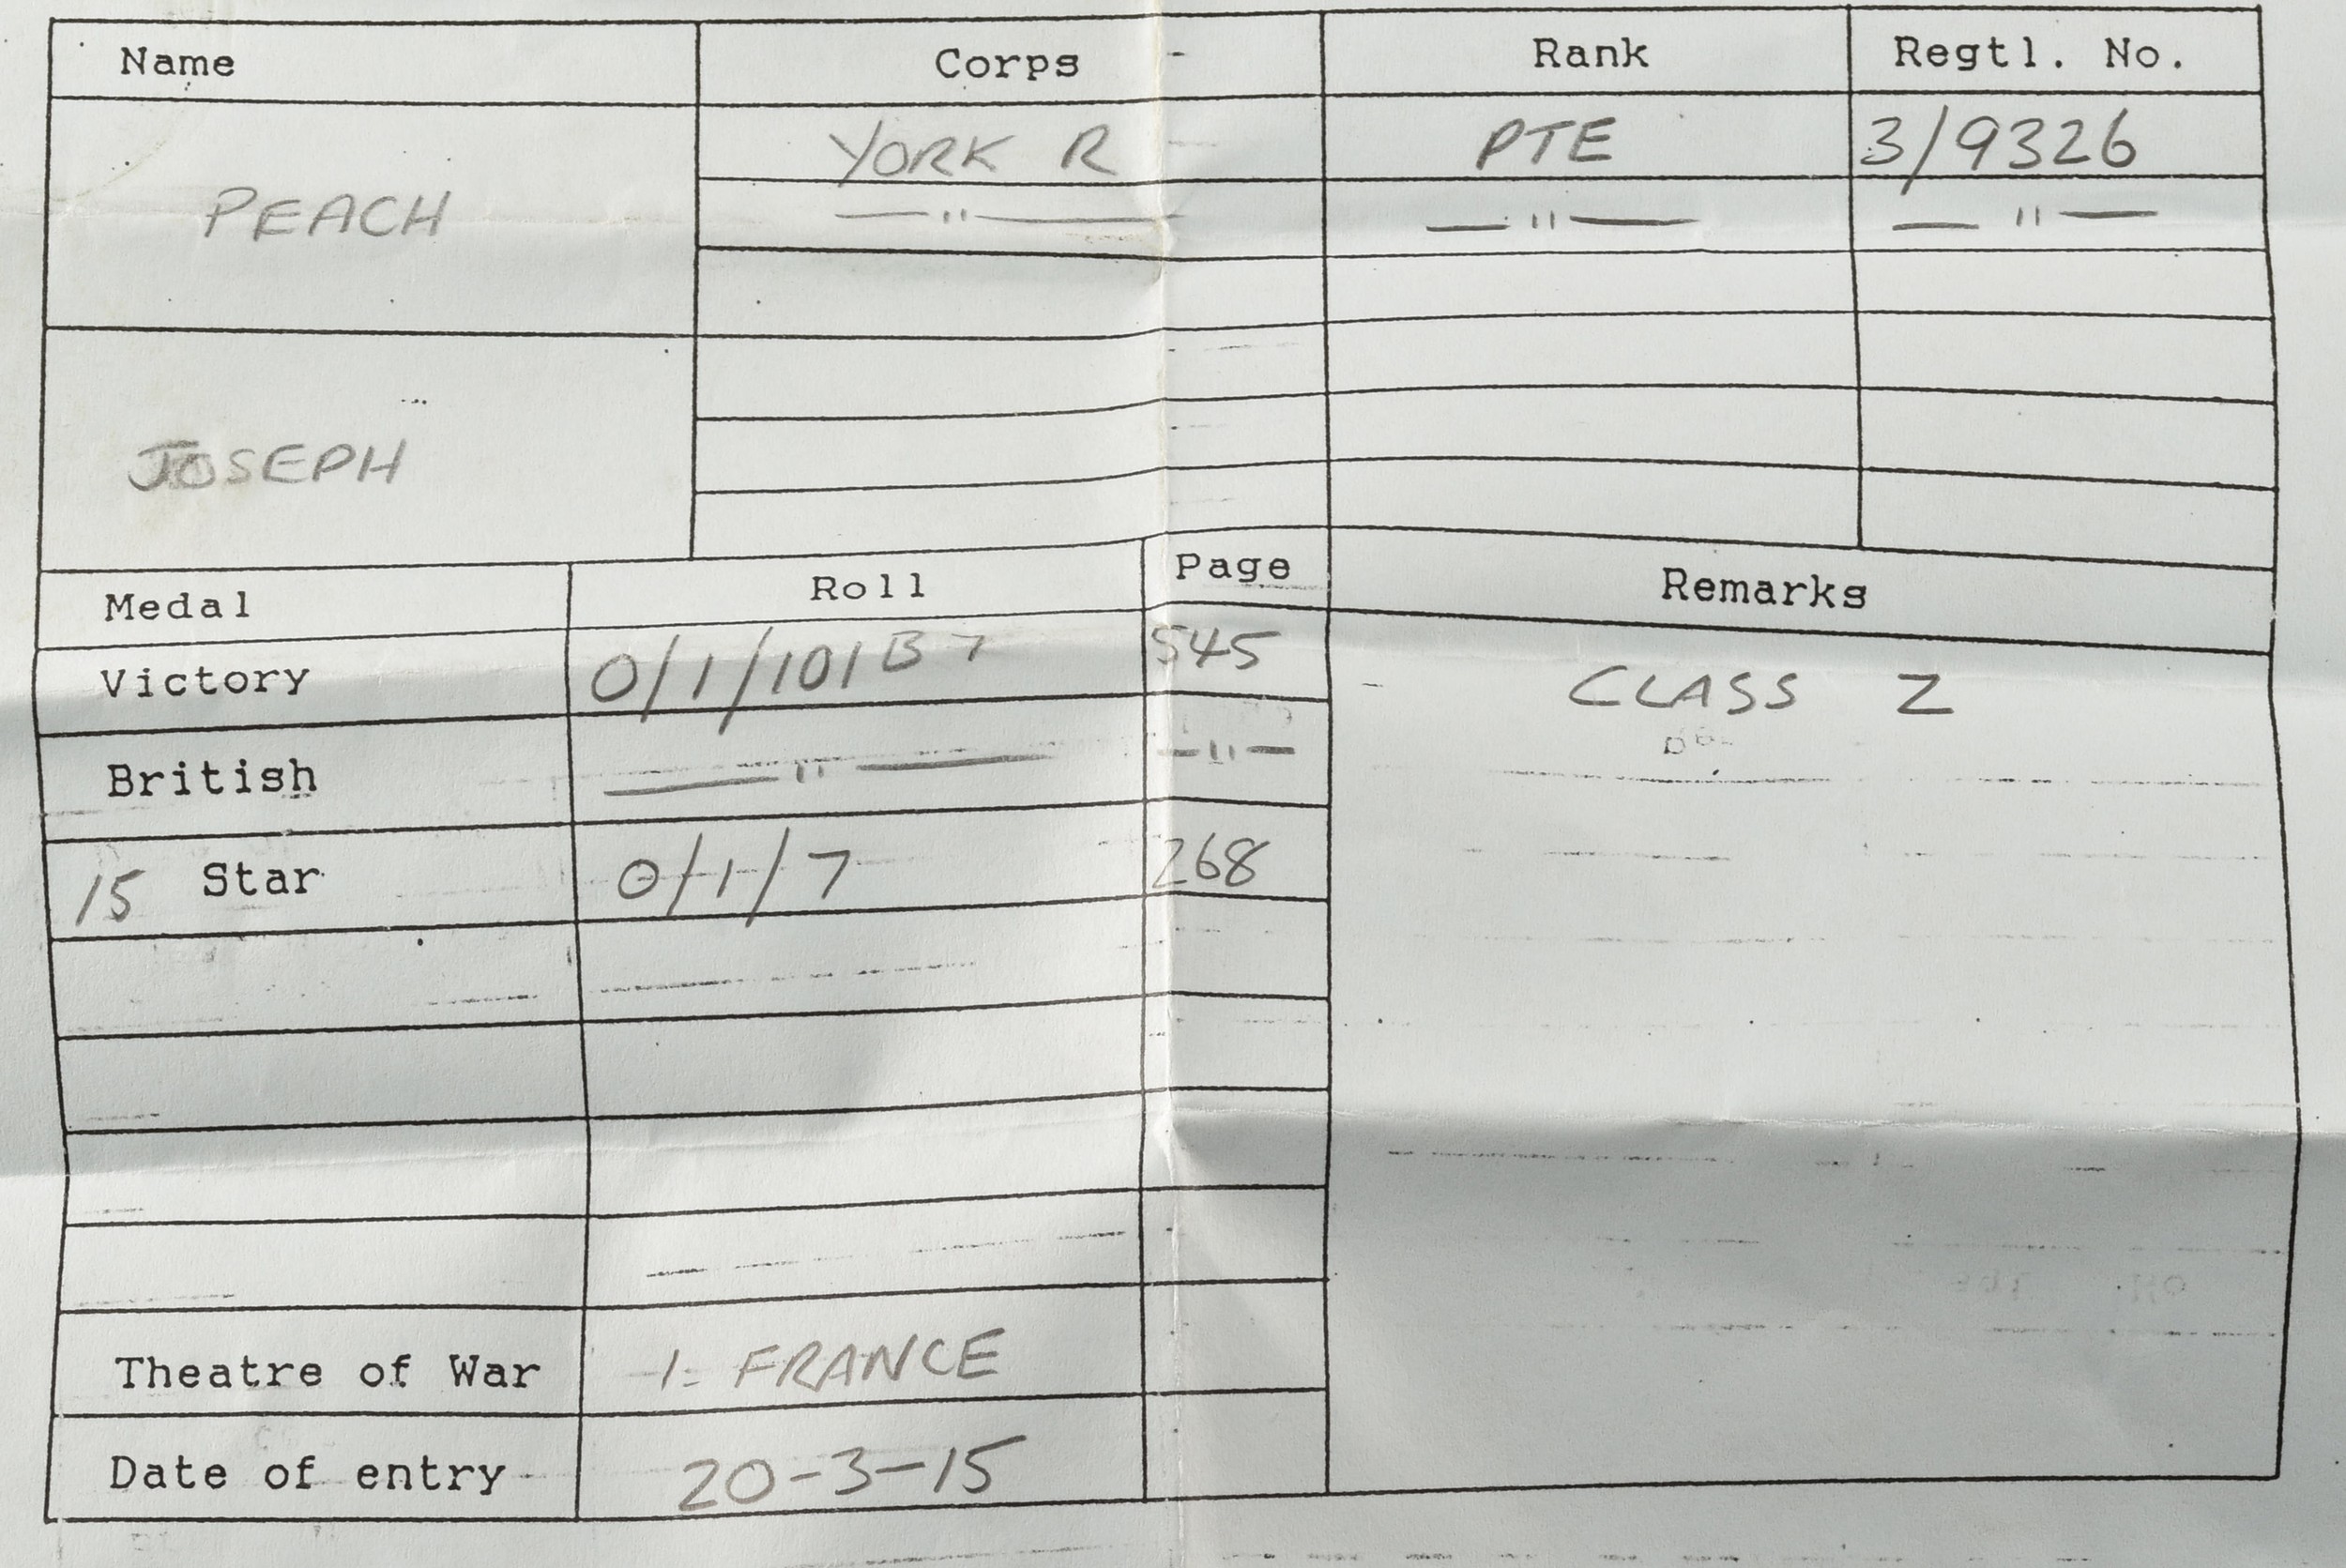 Name Corps Rank Regtl. No.
PEACH YORK R PTE 3/9326
—"— —"— —"—
JOSEPH
Medal Roll Page Remarks
Victory 0/1/101 B7 545 CLASS Z
British —"— —"—
15 Star 0/1/7 268
Theatre of War 1. FRANCE
Date of entry 20-3-15